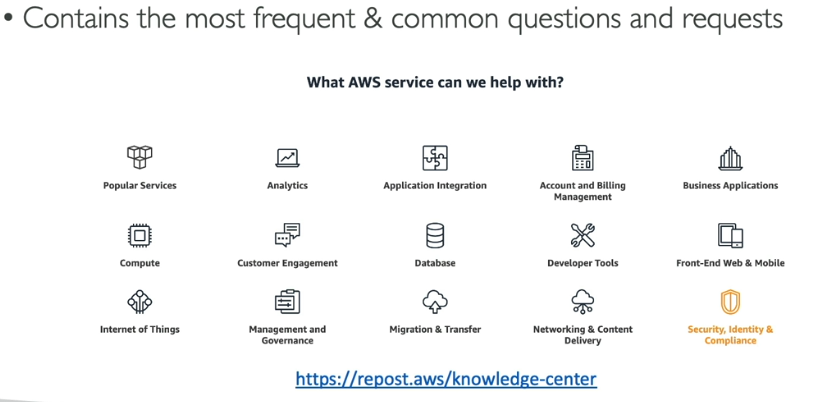 • Contains the most frequent & common questions and requests
What AWS service can we help with?
Popular Services
Analytics
Application Integration
Account and Billing
Management
Business Applications
Compute
Customer Engagement
Database
Developer Tools
Front-End Web & Mobile
Internet of Things
Management and
Governance
Migration & Transfer
Networking & Content
Delivery
Security, Identity &
Compliance
https://repost.aws/knowledge-center